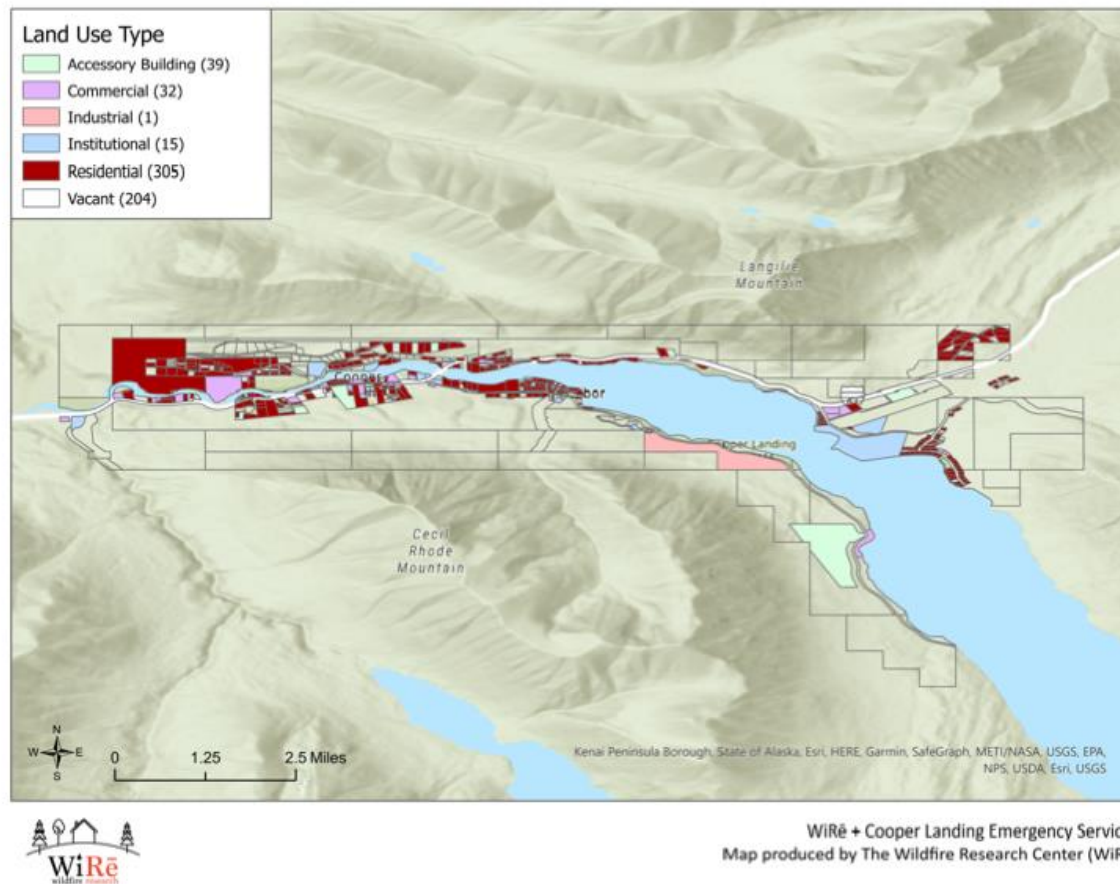 Land Use Type
Accessory Building (39)
Commercial (32)
Industrial (1)
Institutional (15)
Residential (305)
Vacant (204)
Langille
Mountain
Cooper
Landing
Cecil
Rhode
Mountain
N
W E
S
0 1.25 2.5 Miles
Kenai Peninsula Borough, State of Alaska, Esri, HERE, Garmin, SafeGraph, METI/NASA, USGS, EPA,
NPS, USDA, Esri, USGS
WiRē
wildfire research
WiRē + Cooper Landing Emergency Servic
Map produced by The Wildfire Research Center (WiR